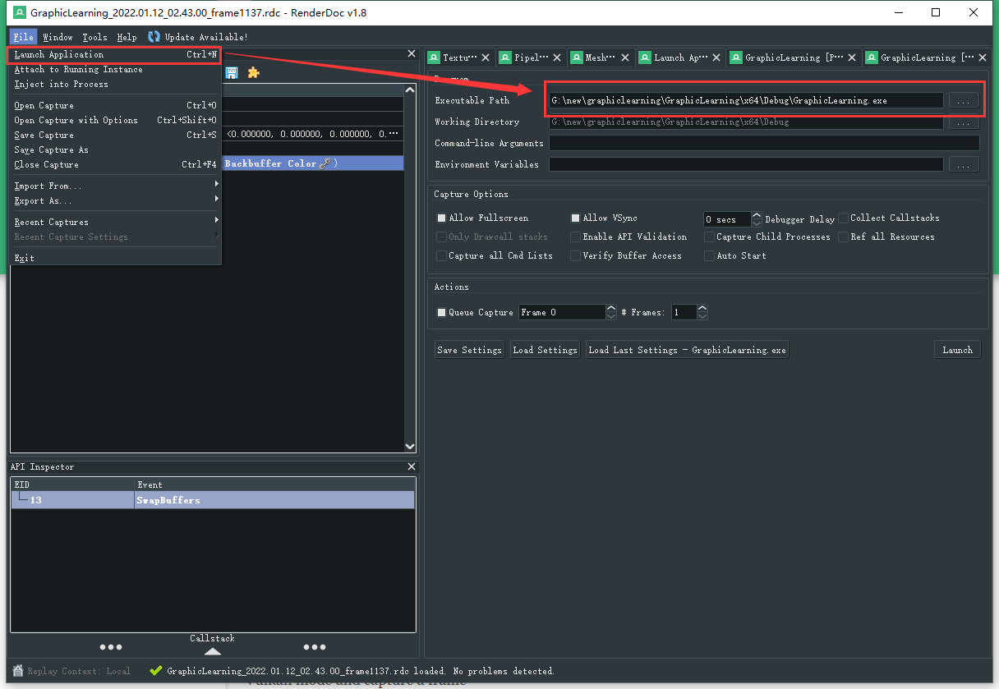 GraphicLearning_2022.01.12_02.43.00_frame1137.rdc - RenderDoc v1.8
File Window Tools Help Update Available!
Launch Application Ctrl+N
Attach to Running Instance
Inject into Process
Open Capture Ctrl+O
Open Capture with Options Ctrl+Shift+O
Save Capture Ctrl+S
Save Capture As
Close Capture Ctrl+F4
Import From...
Export As...
Recent Captures
Recent Capture Settings
Exit
<0.000000, 0.000000, 0.000000, 0.···
Backbuffer Color )
API Inspector
EID Event
13 SwapBuffers
Callstack
Textu··· Pipel··· Mesh··· Launch Ap··· GraphicLearning [P··· GraphicLearning [···
Executable Path G:\new\graphiclearning\GraphicLearning\x64\Debug\GraphicLearning.exe ...
Working Directory G:\new\graphiclearning\GraphicLearning\x64\Debug ...
Command-line Arguments
Environment Variables ...
Capture Options
Allow Fullscreen Allow VSync 0 secs Debugger Delay Collect Callstacks
Only Drawcall stacks Enable API Validation Capture Child Processes Ref all Resources
Capture all Cmd Lists Verify Buffer Access Auto Start
Actions
Queue Capture Frame 0 # Frames: 1
Save Settings Load Settings Load Last Settings - GraphicLearning.exe Launch
Replay Context: Local GraphicLearning_2022.01.12_02.43.00_frame1137.rdc loaded. No problems detected.
mode and capture a frame